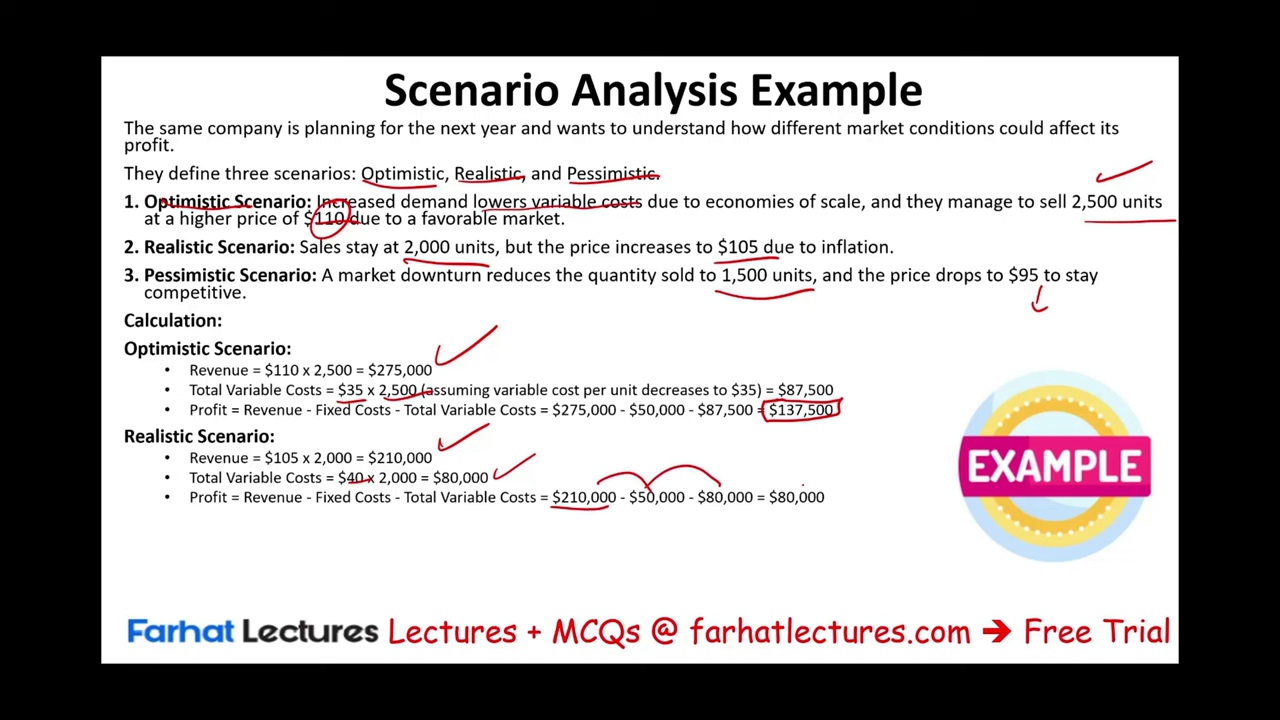 Scenario Analysis Example
The same company is planning for the next year and wants to understand how different market conditions could affect its
profit.
They define three scenarios: Optimistic, Realistic, and Pessimistic.
1. Optimistic Scenario: Increased demand lowers variable costs due to economies of scale, and they manage to sell 2,500 units
at a higher price of $110 due to a favorable market.
2. Realistic Scenario: Sales stay at 2,000 units, but the price increases to $105 due to inflation.
3. Pessimistic Scenario: A market downturn reduces the quantity sold to 1,500 units, and the price drops to $95 to stay
competitive.
Calculation:
Optimistic Scenario:
• Revenue = $110 x 2,500 = $275,000
• Total Variable Costs = $35 x 2,500 (assuming variable cost per unit decreases to $35) = $87,500
• Profit = Revenue - Fixed Costs - Total Variable Costs = $275,000 - $50,000 - $87,500 = $137,500
Realistic Scenario:
• Revenue = $105 x 2,000 = $210,000
• Total Variable Costs = $40 x 2,000 = $80,000
• Profit = Revenue - Fixed Costs - Total Variable Costs = $210,000 - $50,000 - $80,000 = $80,000
EXAMPLE
Farhat Lectures Lectures + MCQs @ farhatlectures.com ➔ Free Trial